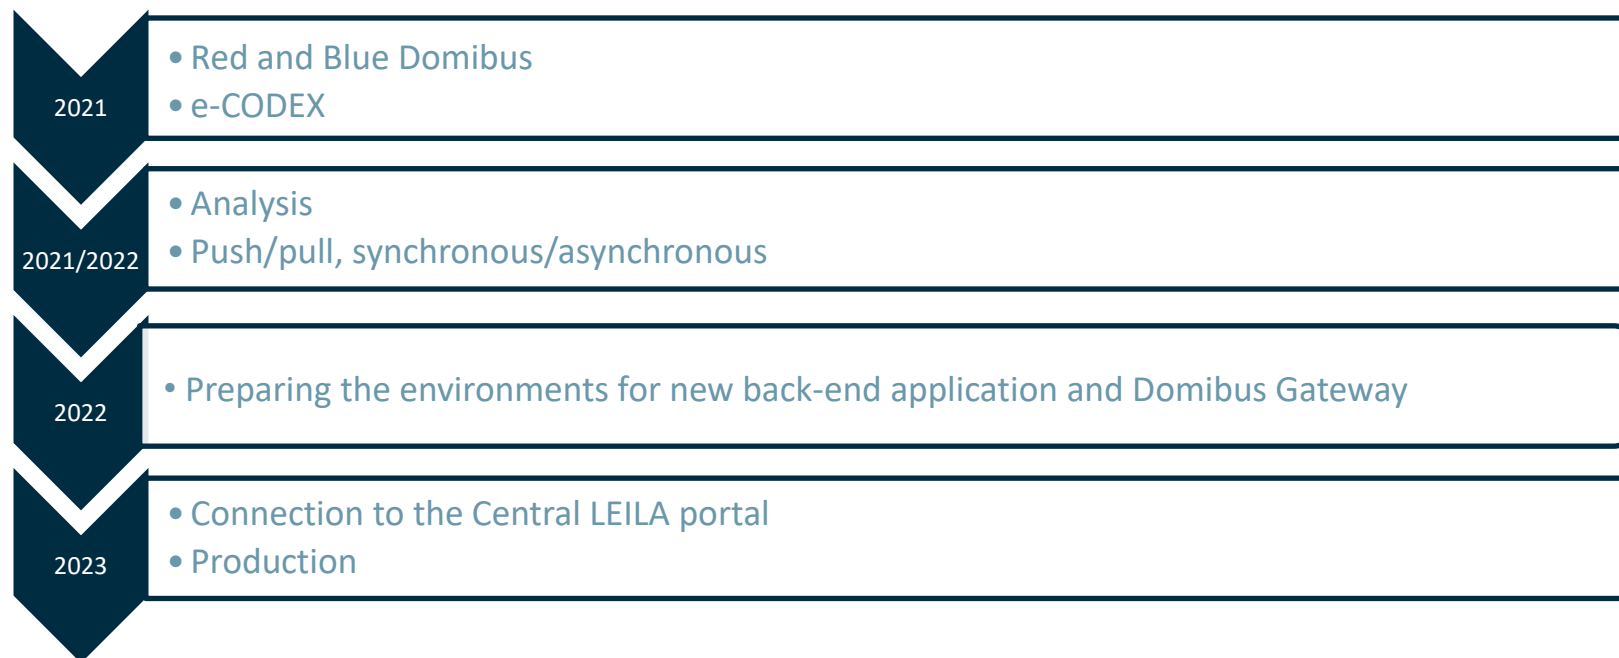 2021
• Red and Blue Domibus
• e-CODEX
2021/2022
• Analysis
• Push/pull, synchronous/asynchronous
2022
• Preparing the environments for new back-end application and Domibus Gateway
2023
• Connection to the Central LEILA portal
• Production